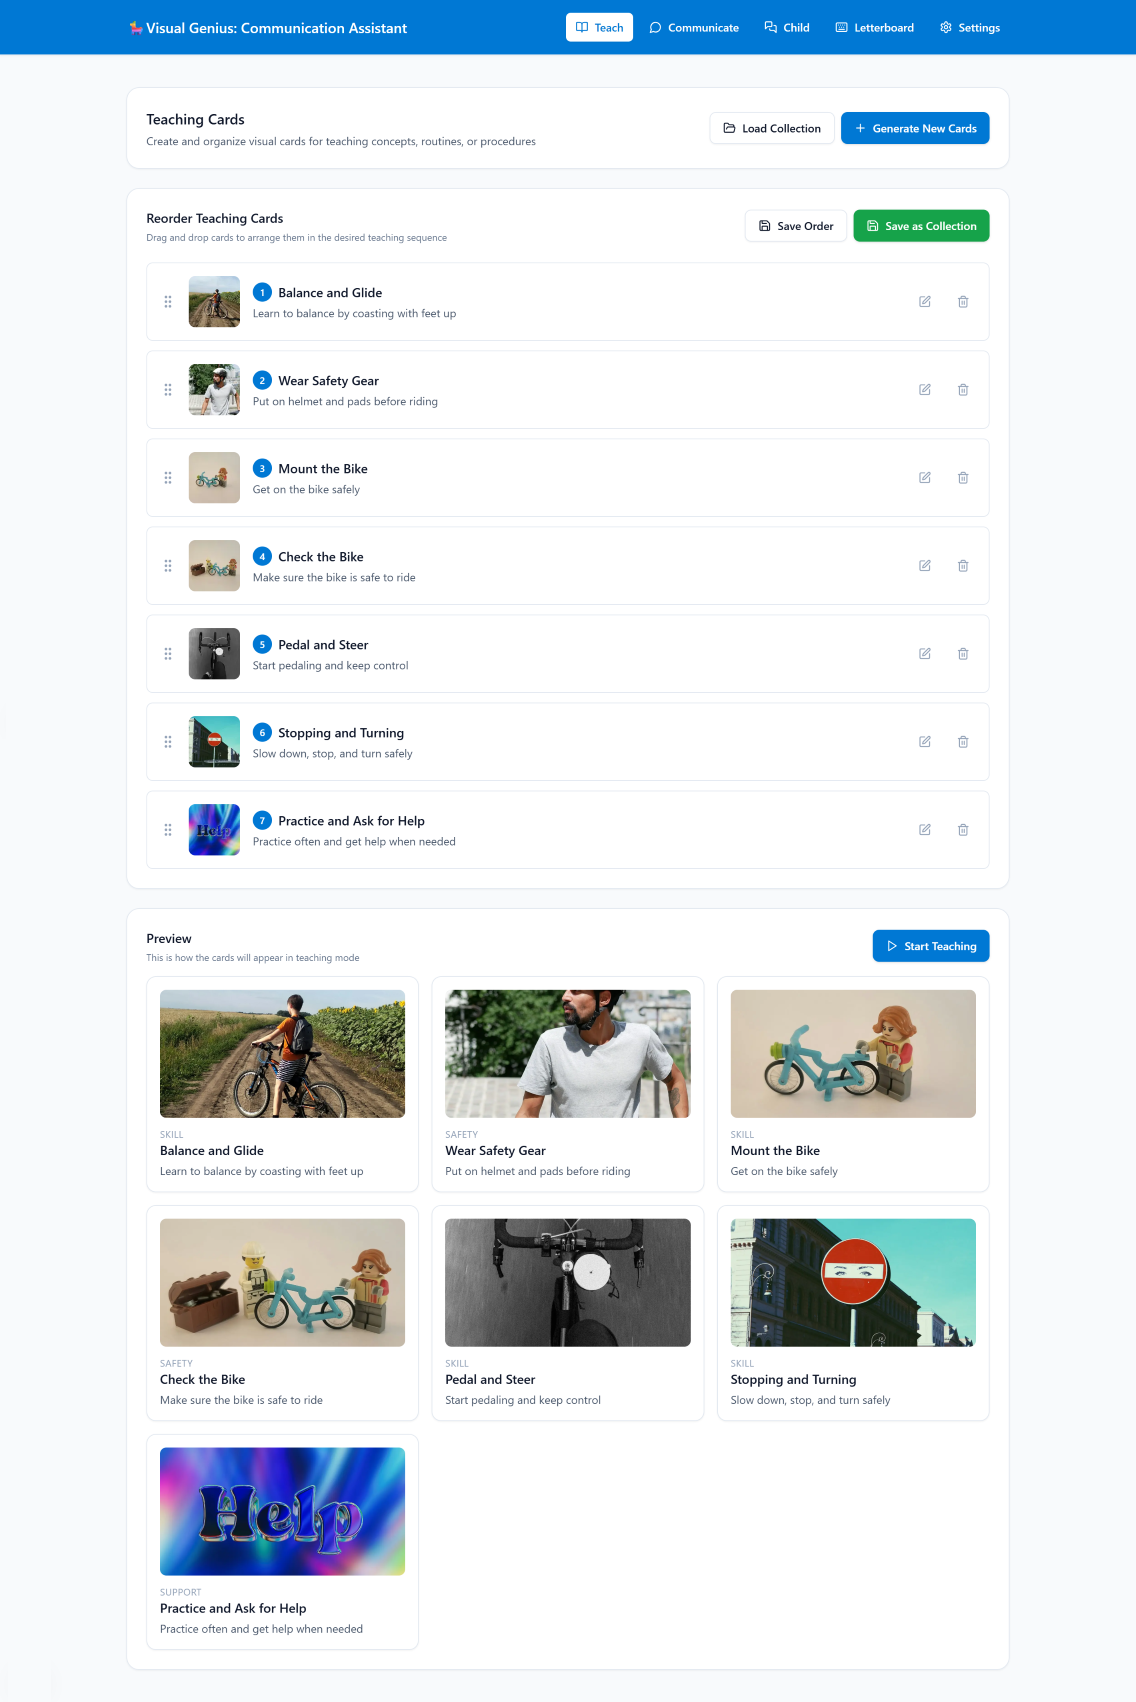 Visual Genius: Communication Assistant
Teach
Communicate
Child
Letterboard
Settings
Teaching Cards
Create and organize visual cards for teaching concepts, routines, or procedures
Load Collection
Generate New Cards
Reorder Teaching Cards
Drag and drop cards to arrange them in the desired teaching sequence
Save Order
Save as Collection
1 Balance and Glide
Learn to balance by coasting with feet up
2 Wear Safety Gear
Put on helmet and pads before riding
3 Mount the Bike
Get on the bike safely
4 Check the Bike
Make sure the bike is safe to ride
5 Pedal and Steer
Start pedaling and keep control
6 Stopping and Turning
Slow down, stop, and turn safely
Help
7 Practice and Ask for Help
Practice often and get help when needed
Preview
This is how the cards will appear in teaching mode
Start Teaching
SKILL
Balance and Glide
Learn to balance by coasting with feet up
SAFETY
Wear Safety Gear
Put on helmet and pads before riding
SKILL
Mount the Bike
Get on the bike safely
SAFETY
Check the Bike
Make sure the bike is safe to ride
SKILL
Pedal and Steer
Start pedaling and keep control
SKILL
Stopping and Turning
Slow down, stop, and turn safely
Help
SUPPORT
Practice and Ask for Help
Practice often and get help when needed